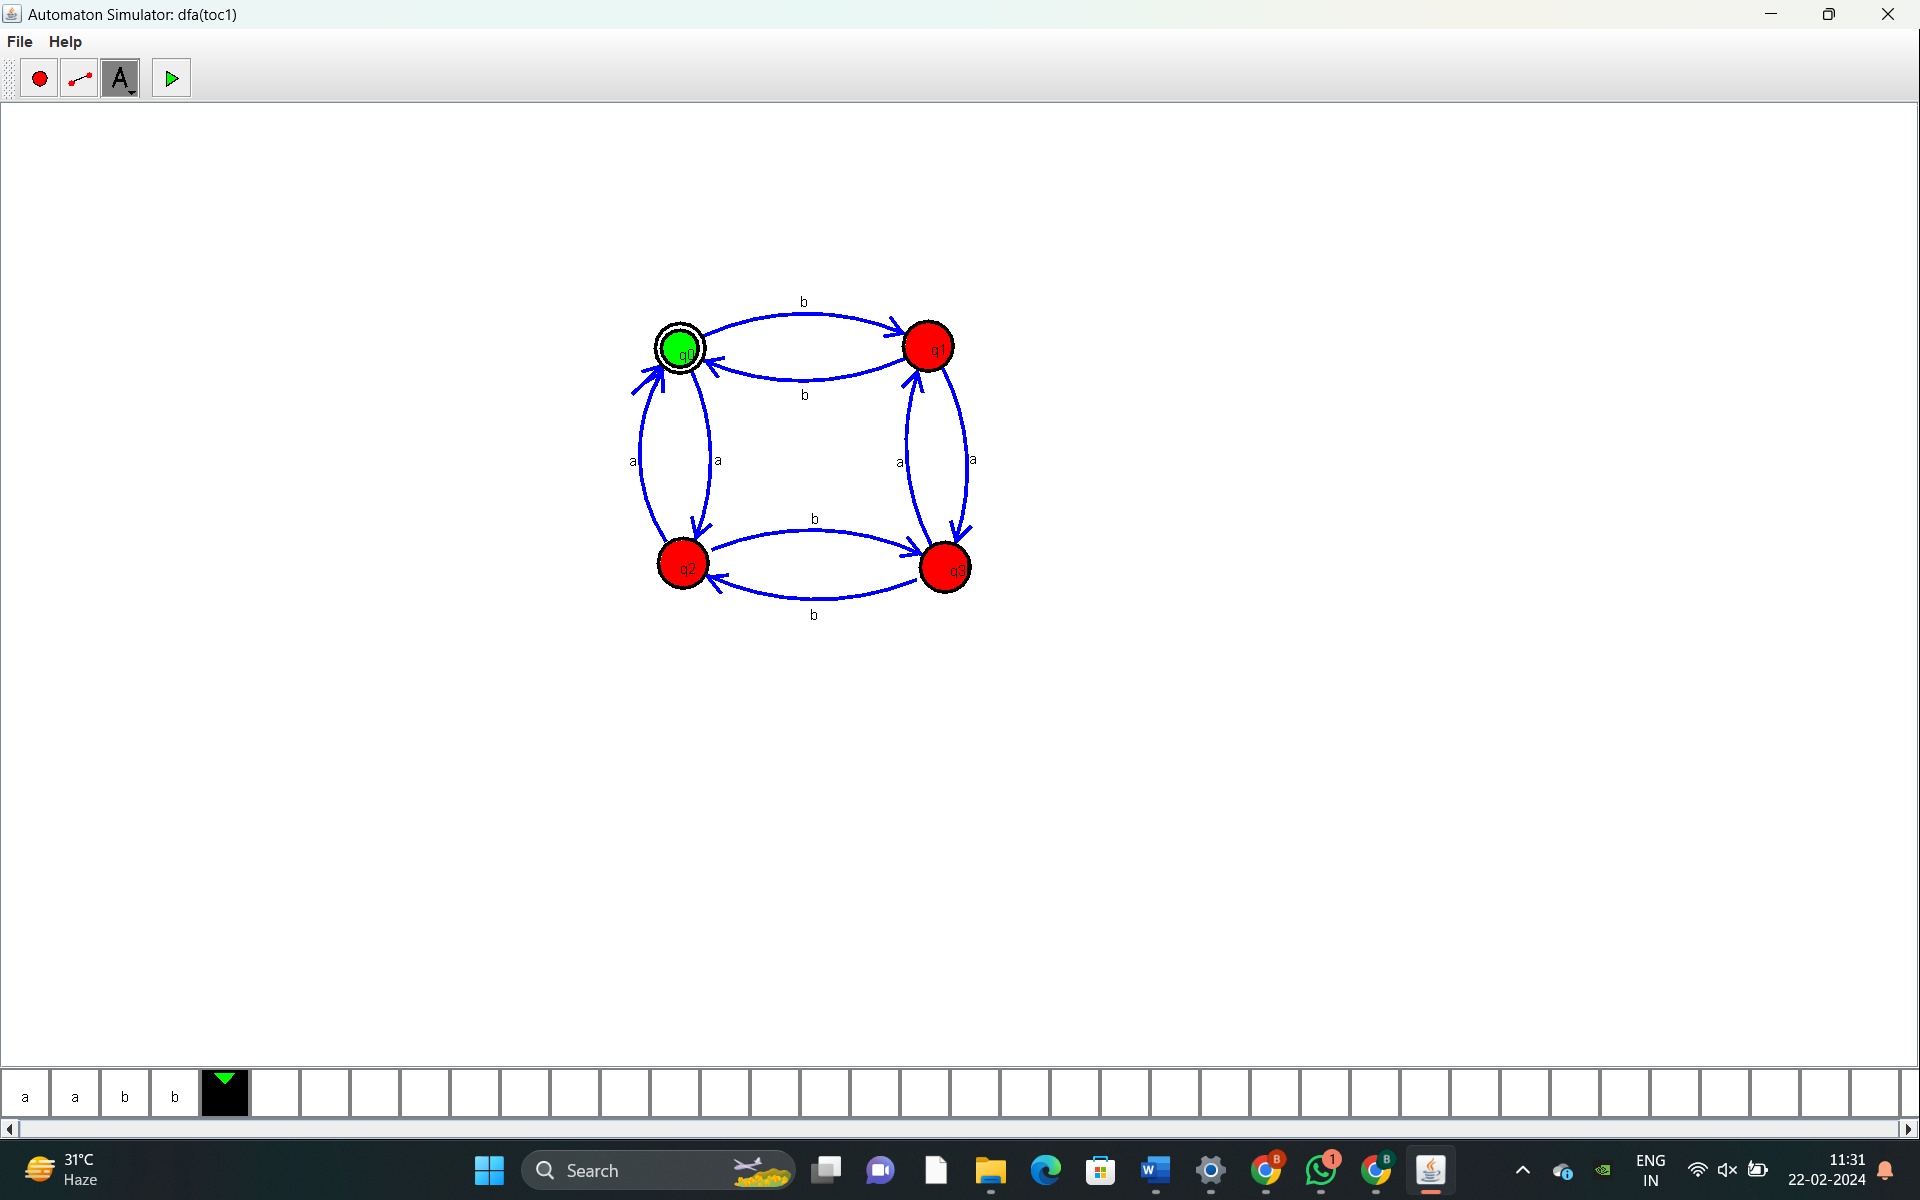 Automaton Simulator: dfa(toc1)
File Help
A
b
q0 q1
b
a a a a
b
q2 q3
b
a a b b
31°C
Haze
Search
B 1 B
ENG
IN
11:31
22-02-2024